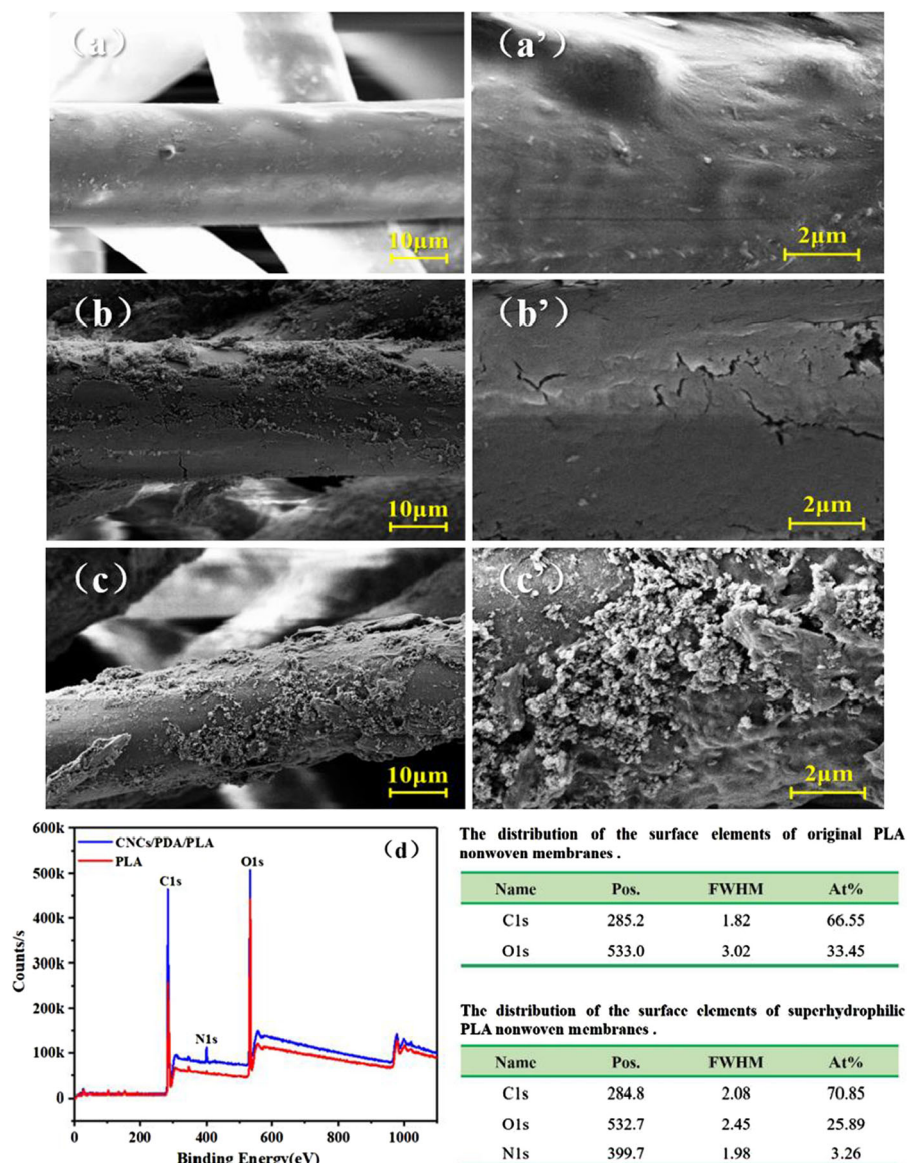 (a)
10μm
(a')
2μm
(b)
10μm
(b')
2μm
(c)
10μm
(c')
2μm
600k
500k
400k
300k
200k
100k
0
Counts/s
CNCs/PDA/PLA
PLA
(d)
C1s
O1s
N1s
0 200 400 600 800 1000
Binding Energy(eV)
The distribution of the surface elements of original PLA
nonwoven membranes .
Name Pos. FWHM At%
C1s 285.2 1.82 66.55
O1s 533.0 3.02 33.45
The distribution of the surface elements of superhydrophilic
PLA nonwoven membranes .
Name Pos. FWHM At%
C1s 284.8 2.08 70.85
O1s 532.7 2.45 25.89
N1s 399.7 1.98 3.26